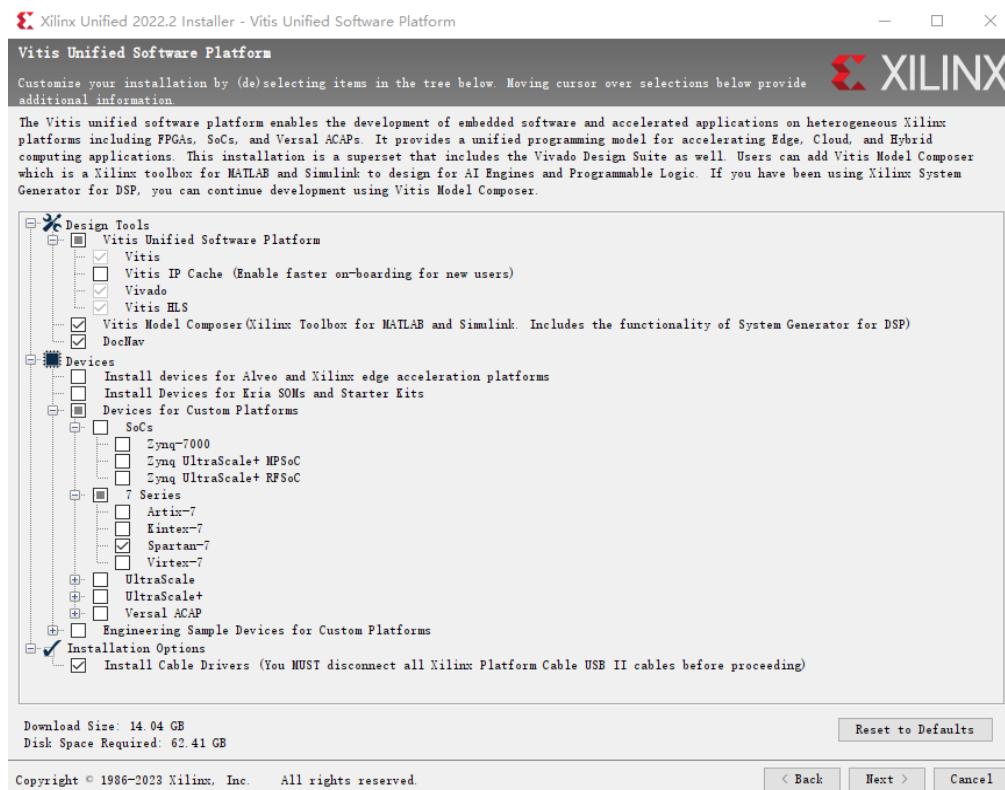 Xilinx Unified 2022.2 Installer - Vitis Unified Software Platform
Vitis Unified Software Platform
Customize your installation by (de)selecting items in the tree below. Moving cursor over selections below provide
additional information.
XILINX
The Vitis unified software platform enables the development of embedded software and accelerated applications on heterogeneous Xilinx
platforms including FPGAs, SoCs, and Versal ACAPs. It provides a unified programming model for accelerating Edge, Cloud, and Hybrid
computing applications. This installation is a superset that includes the Vivado Design Suite as well. Users can add Vitis Model Composer
which is a Xilinx toolbox for MATLAB and Simulink to design for AI Engines and Programmable Logic. If you have been using Xilinx System
Generator for DSP, you can continue development using Vitis Model Composer.
Design Tools
Vitis Unified Software Platform
Vitis
Vitis IP Cache (Enable faster on-boarding for new users)
Vivado
Vitis HLS
Vitis Model Composer(Xilinx Toolbox for MATLAB and Simulink. Includes the functionality of System Generator for DSP)
DocNav
Devices
Install devices for Alveo and Xilinx edge acceleration platforms
Install Devices for Kria SOMs and Starter Kits
Devices for Custom Platforms
SoCs
Zynq-7000
Zynq UltraScale+ MPSoC
Zynq UltraScale+ RFSoC
7 Series
Artix-7
Kintex-7
Spartan-7
Virtex-7
UltraScale
UltraScale+
Versal ACAP
Engineering Sample Devices for Custom Platforms
Installation Options
Install Cable Drivers (You MUST disconnect all Xilinx Platform Cable USB II cables before proceeding)
Download Size: 14.04 GB
Disk Space Required: 62.41 GB
Reset to Defaults
Copyright © 1986-2023 Xilinx, Inc. All rights reserved.
< Back
Next >
Cancel